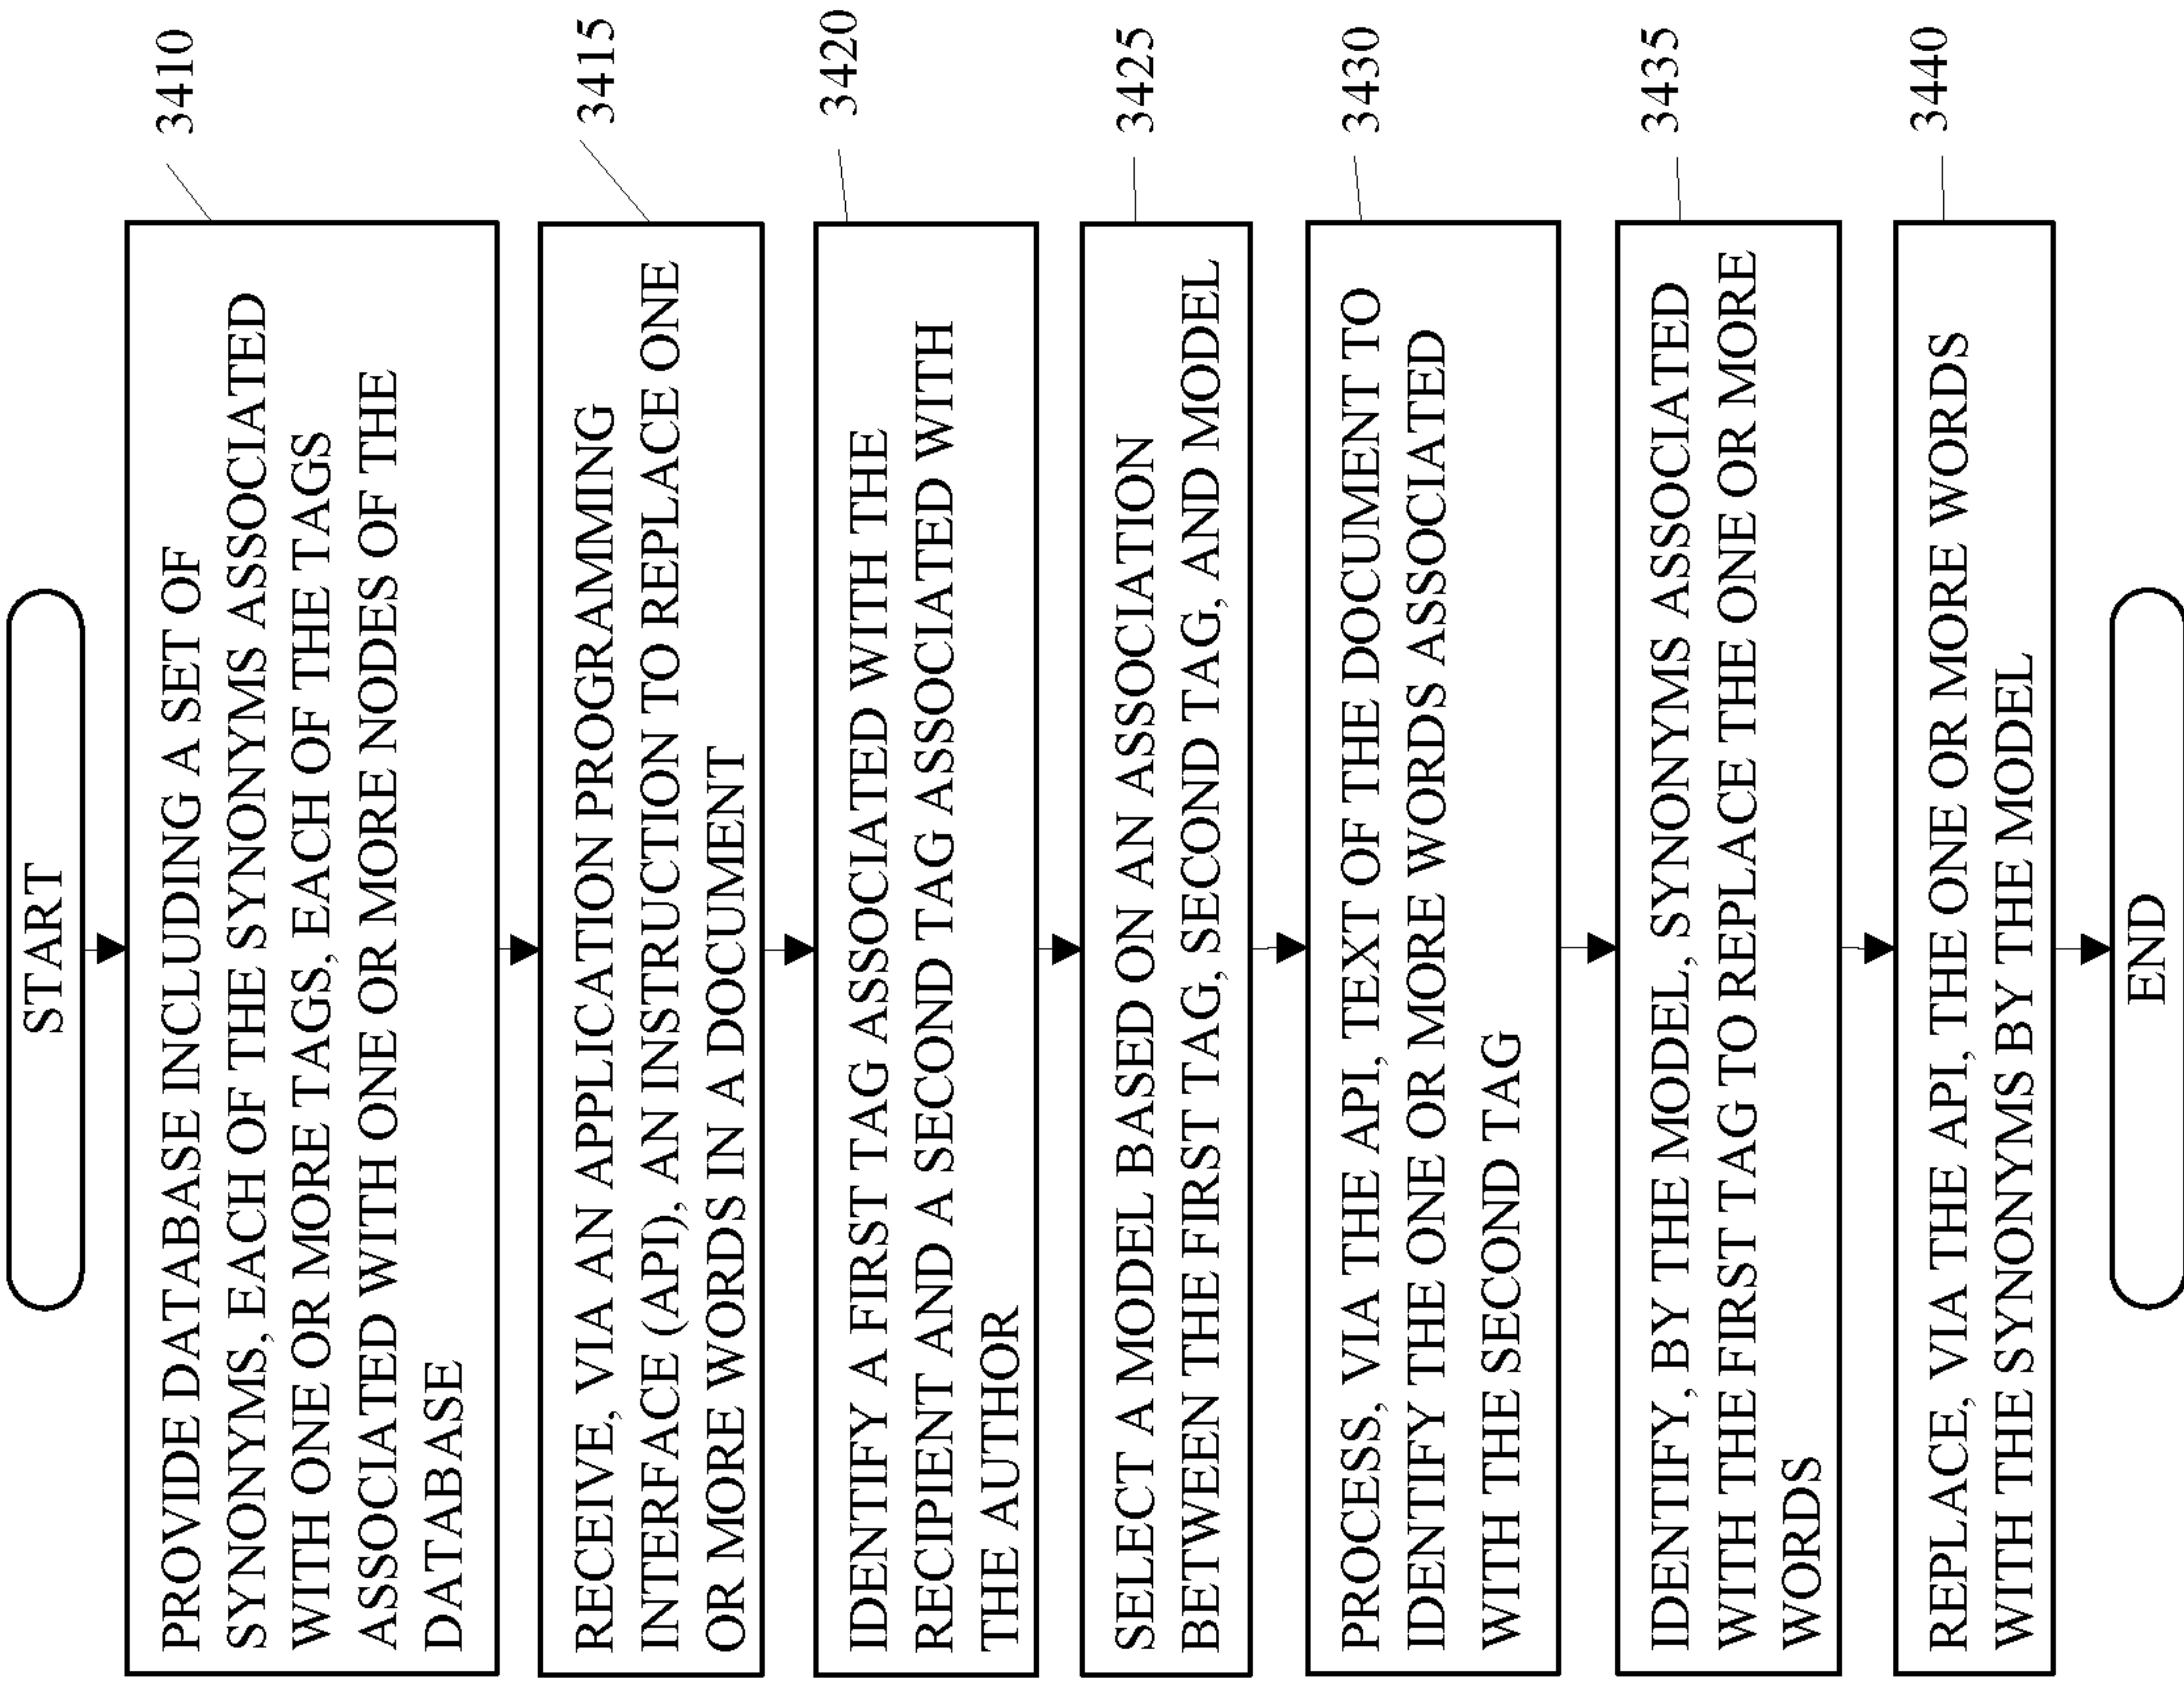 START
PROVIDE DATABASE INCLUDING A SET OF
SYNONYMS, EACH OF THE SYNONYMS ASSOCIATED
WITH ONE OR MORE TAGS, EACH OF THE TAGS
ASSOCIATED WITH ONE OR MORE NODES OF THE
DATABASE
3410
RECEIVE, VIA AN APPLICATION PROGRAMMING
INTERFACE (API), AN INSTRUCTION TO REPLACE ONE
OR MORE WORDS IN A DOCUMENT
3415
IDENTIFY A FIRST TAG ASSOCIATED WITH THE
RECIPIENT AND A SECOND TAG ASSOCIATED WITH
THE AUTHOR
3420
SELECT A MODEL BASED ON AN ASSOCIATION
BETWEEN THE FIRST TAG, SECOND TAG, AND MODEL
3425
PROCESS, VIA THE API, TEXT OF THE DOCUMENT TO
IDENTIFY THE ONE OR MORE WORDS ASSOCIATED
WITH THE SECOND TAG
3430
IDENTIFY, BY THE MODEL, SYNONYMS ASSOCIATED
WITH THE FIRST TAG TO REPLACE THE ONE OR MORE
WORDS
3435
REPLACE, VIA THE API, THE ONE OR MORE WORDS
WITH THE SYNONYMS BY THE MODEL
3440
END